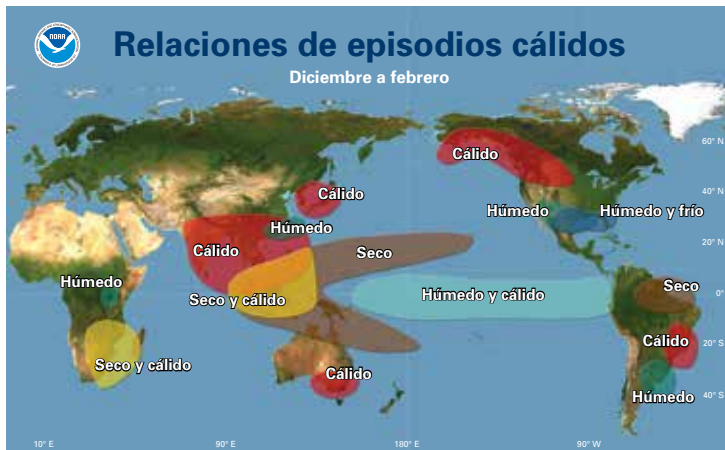 NOAA
Relaciones de episodios cálidos
Diciembre a febrero
60° N
Cálido
Cálido
40° N
Húmedo
Húmedo y frío
Húmedo
Cálido
Seco
20° N
Húmedo
Seco y cálido
Húmedo y cálido
Seco
0°
Cálido
20° S
Seco y cálido
Cálido
Húmedo
40° S
10° E
90° E
180° E
90° W